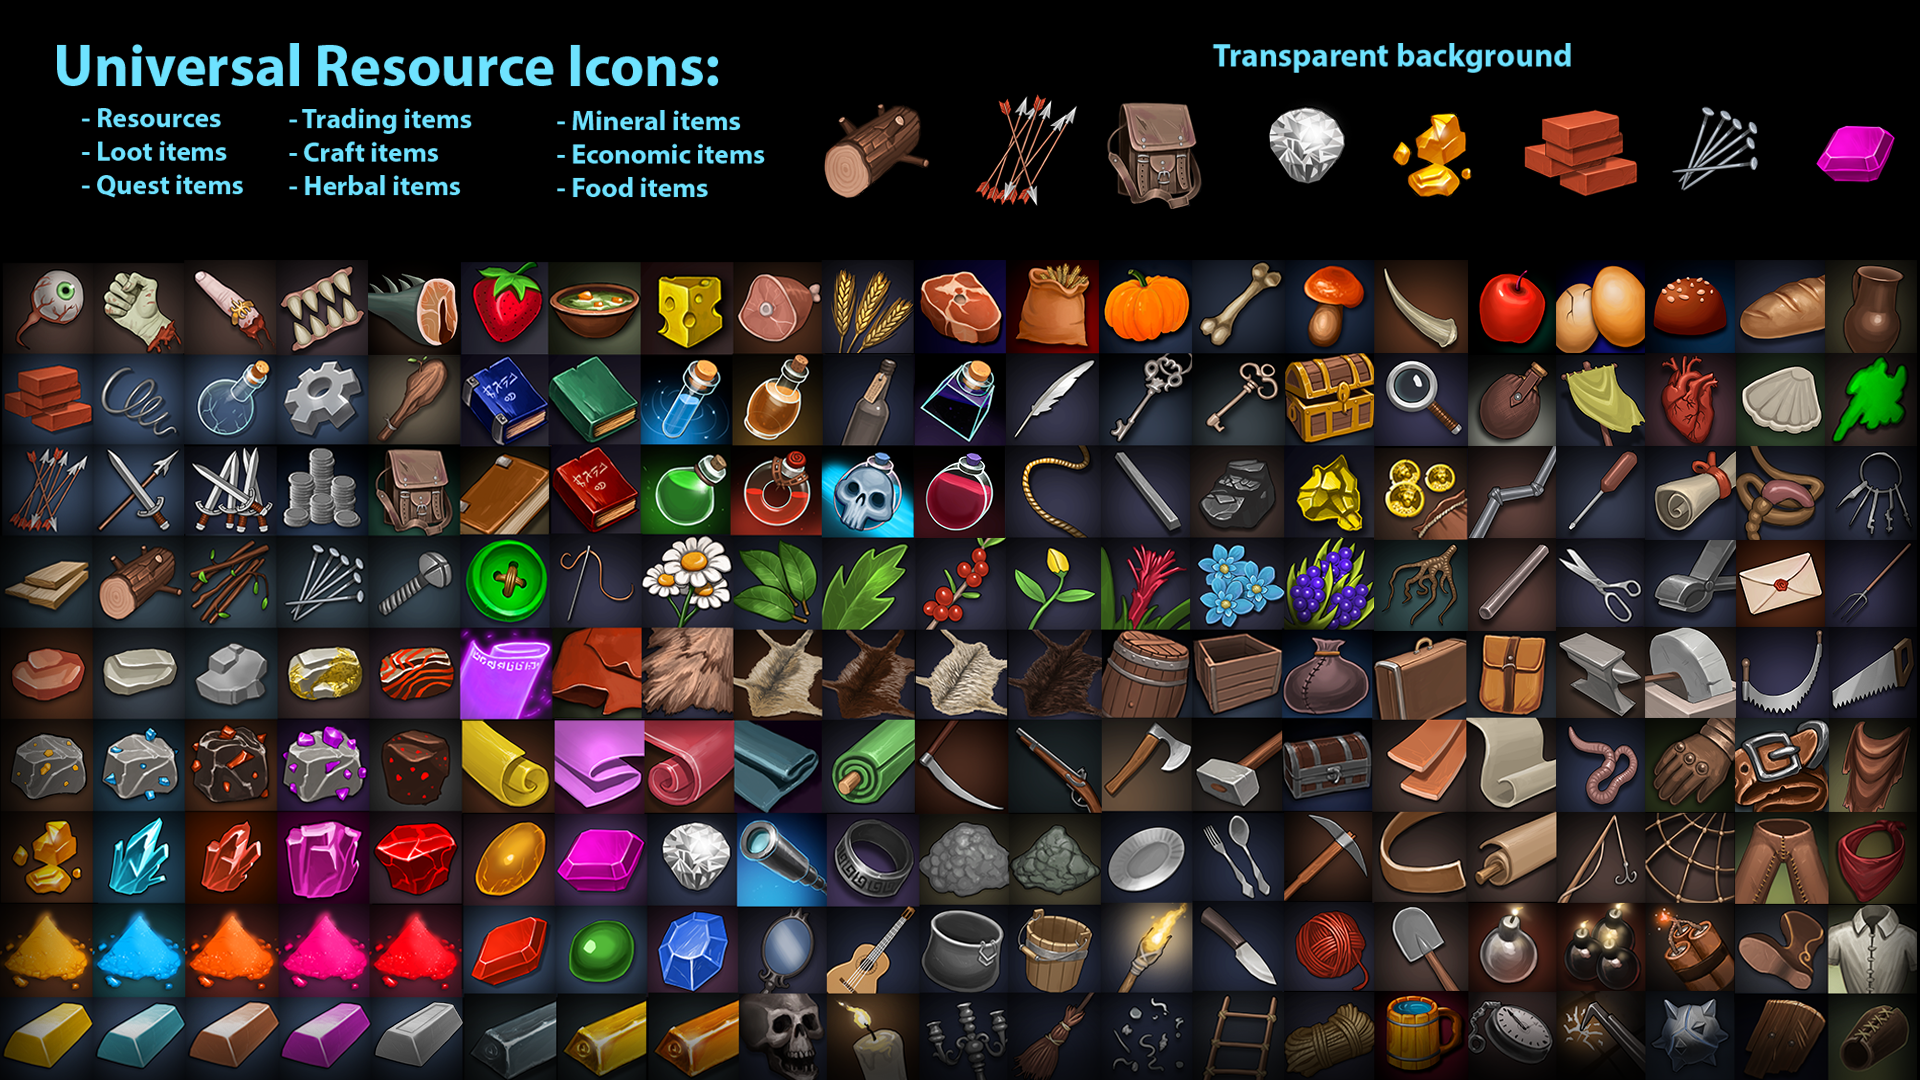 Universal Resource Icons:
- Resources
- Loot items
- Quest items
- Trading items
- Craft items
- Herbal items
- Mineral items
- Economic items
- Food items
Transparent background